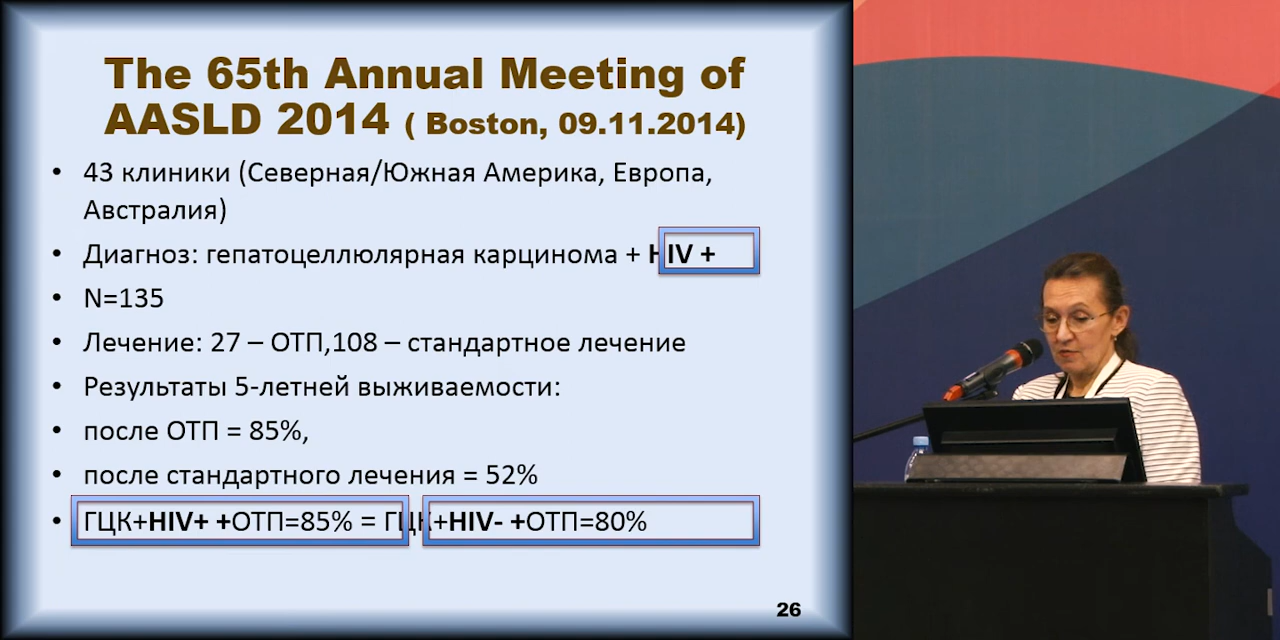 The 65th Annual Meeting of
AASLD 2014 ( Boston, 09.11.2014)
• 43 клиники (Северная/Южная Америка, Европа,
Австралия)
• Диагноз: гепатоцеллюлярная карцинома + HIV +
• N=135
• Лечение: 27 – ОТП,108 – стандартное лечение
• Результаты 5-летней выживаемости:
• после ОТП = 85%,
• после стандартного лечения = 52%
• ГЦК+HIV+ +ОТП=85% = ГЦК+HIV- +ОТП=80%
26